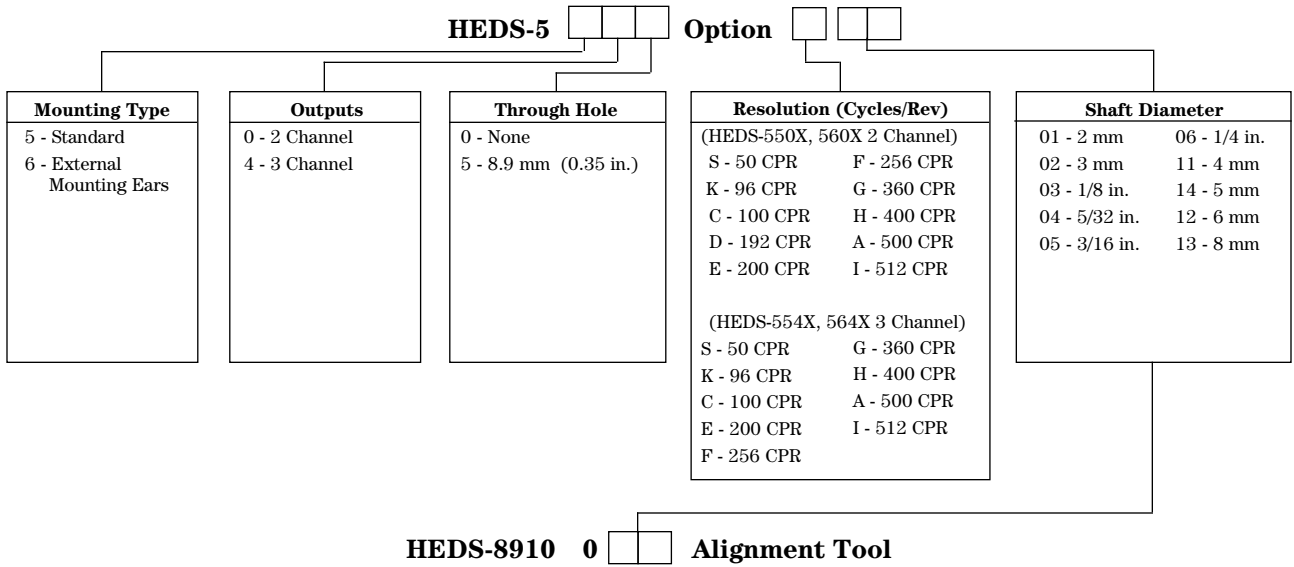 HEDS-5 Option
Mounting Type
5 - Standard
6 - External
Mounting Ears
Outputs
0 - 2 Channel
4 - 3 Channel
Through Hole
0 - None
5 - 8.9 mm (0.35 in.)
Resolution (Cycles/Rev)
(HEDS-550X, 560X 2 Channel)
S - 50 CPR F - 256 CPR
K - 96 CPR G - 360 CPR
C - 100 CPR H - 400 CPR
D - 192 CPR A - 500 CPR
E - 200 CPR I - 512 CPR
(HEDS-554X, 564X 3 Channel)
S - 50 CPR G - 360 CPR
K - 96 CPR H - 400 CPR
C - 100 CPR A - 500 CPR
E - 200 CPR I - 512 CPR
F - 256 CPR
Shaft Diameter
01 - 2 mm 06 - 1/4 in.
02 - 3 mm 11 - 4 mm
03 - 1/8 in. 14 - 5 mm
04 - 5/32 in. 12 - 6 mm
05 - 3/16 in. 13 - 8 mm
HEDS-8910 0 Alignment Tool